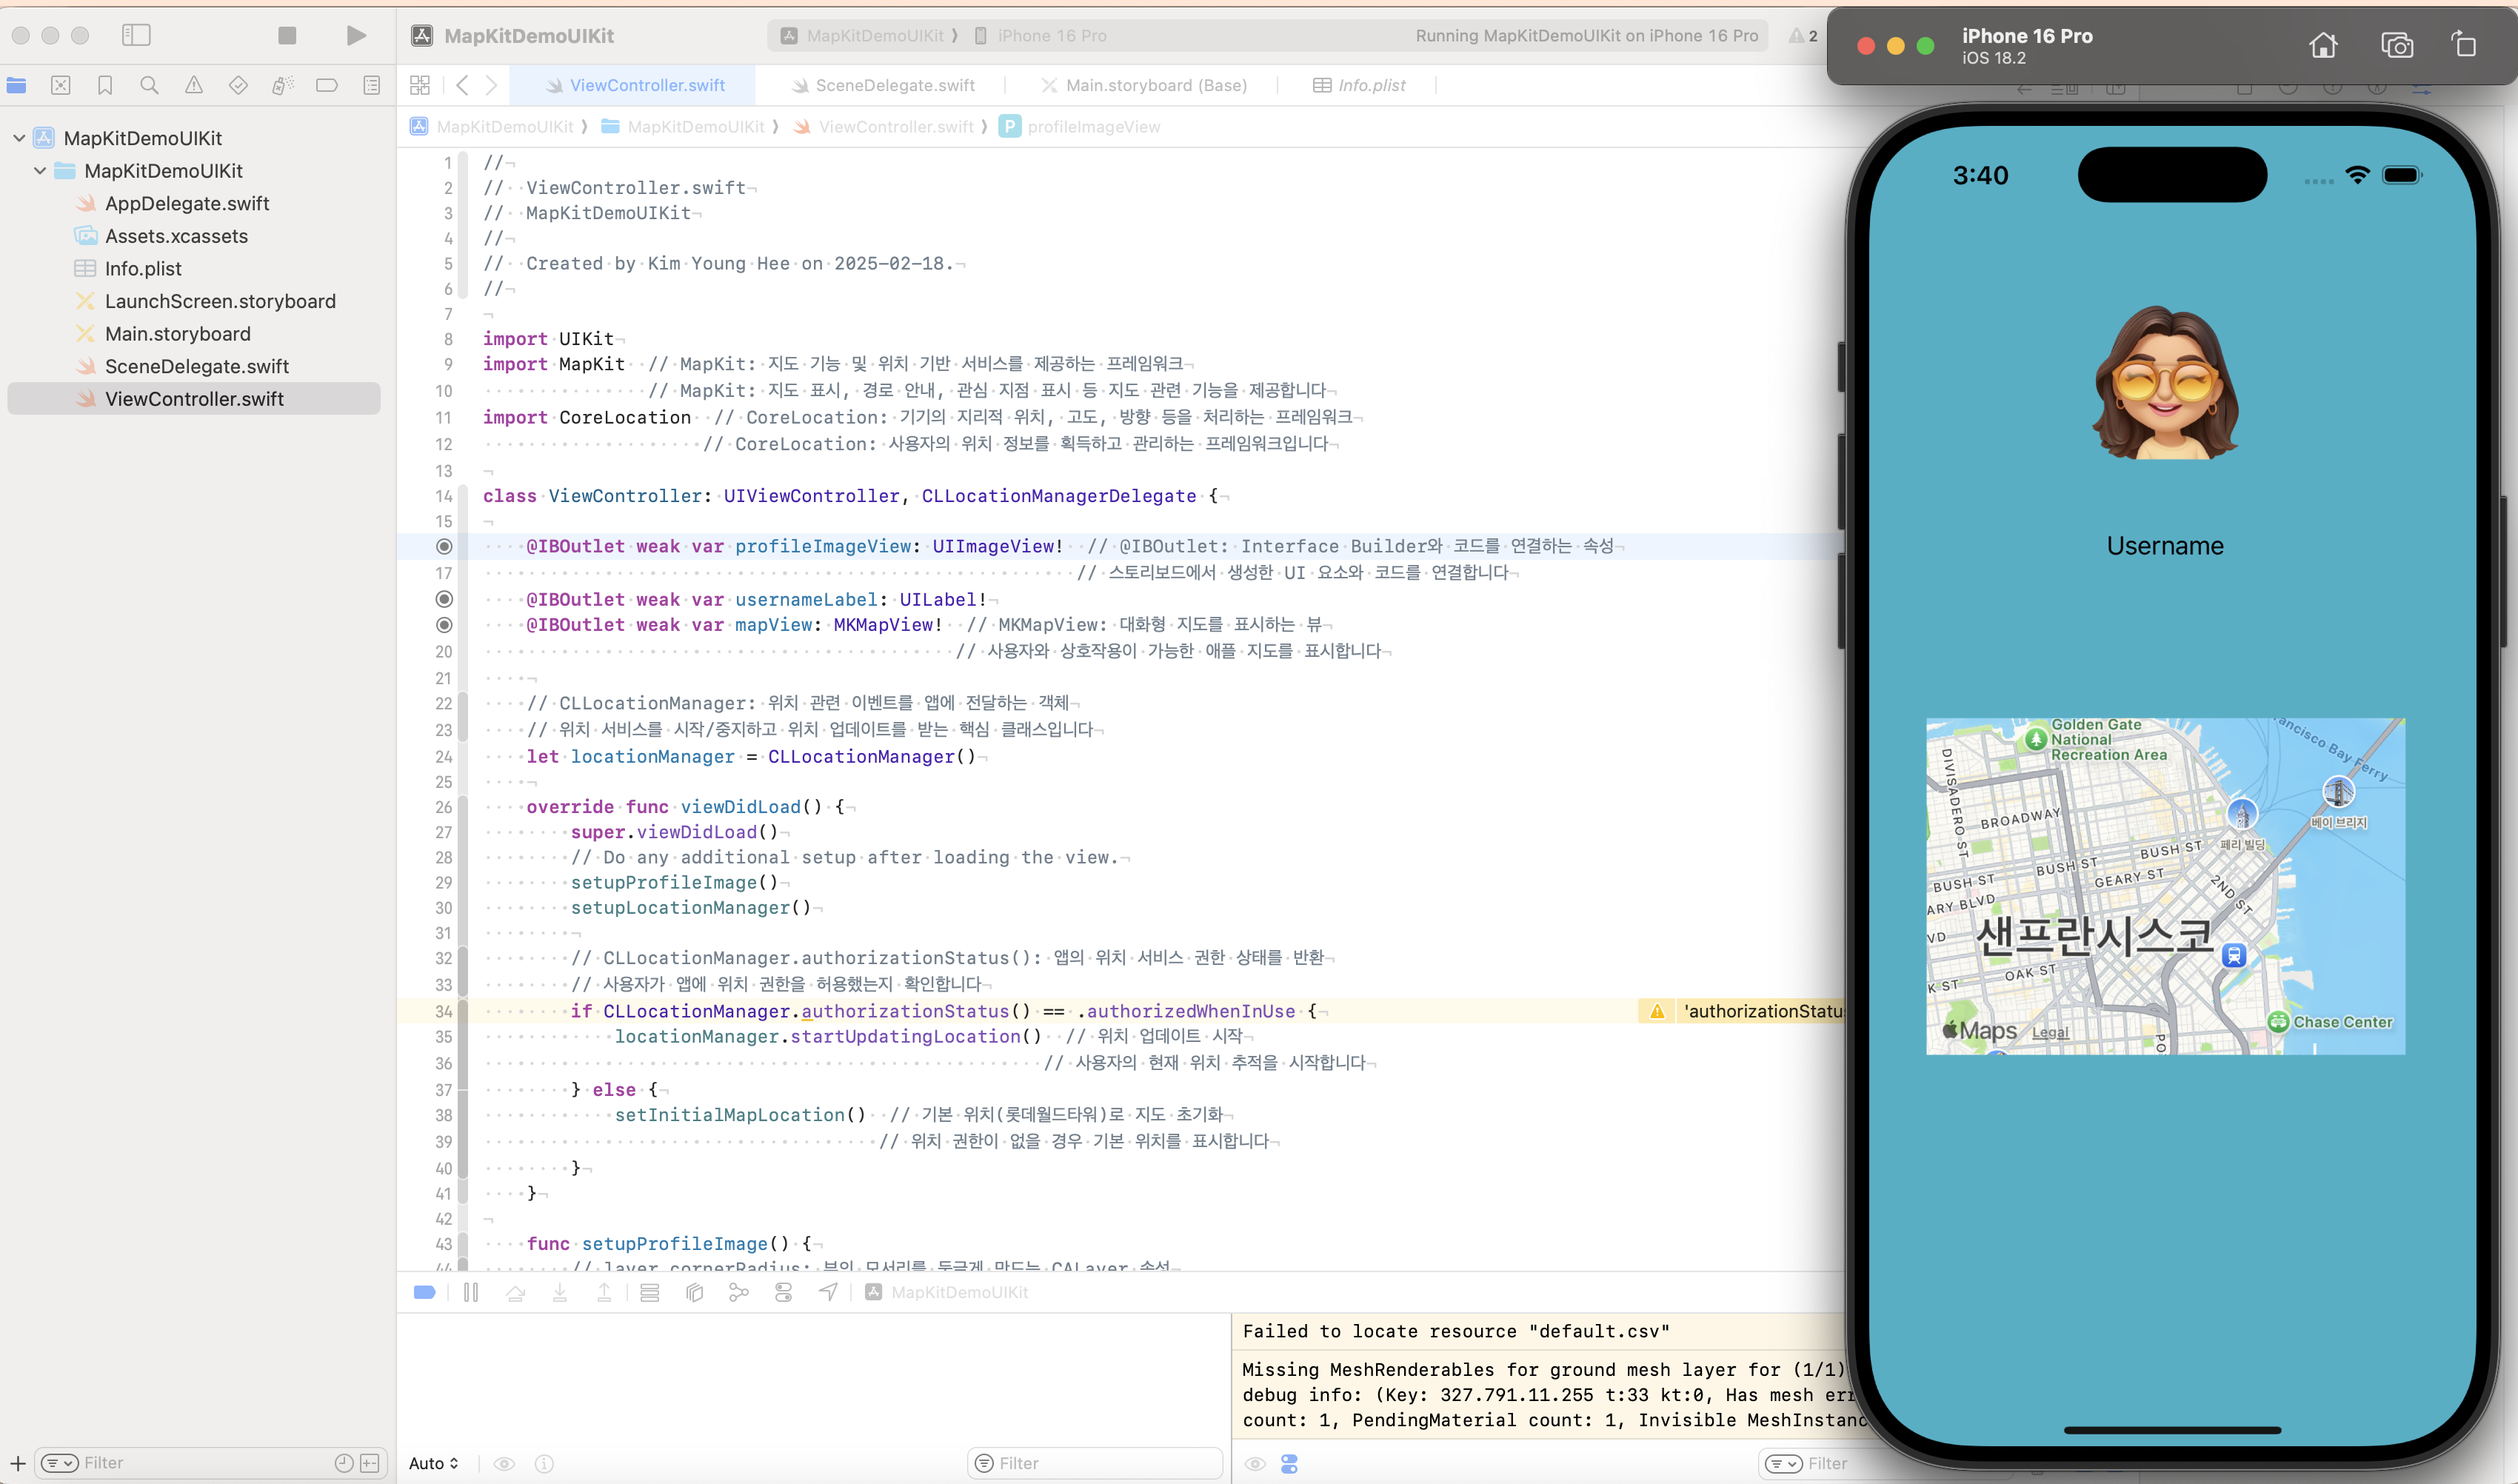 MapKitDemoUIKit
MapKitDemoUIKit ⟩ iPhone 16 Pro
Running MapKitDemoUIKit on iPhone 16 Pro
2
iPhone 16 Pro
iOS 18.2
ViewController.swift
SceneDelegate.swift
Main.storyboard (Base)
Info.plist
MapKitDemoUIKit ⟩ MapKitDemoUIKit ⟩ ViewController.swift ⟩ P profileImageView
MapKitDemoUIKit
MapKitDemoUIKit
AppDelegate.swift
Assets.xcassets
Info.plist
LaunchScreen.storyboard
Main.storyboard
SceneDelegate.swift
ViewController.swift
Filter
1 //
2 //  ViewController.swift
3 //  MapKitDemoUIKit
4 //
5 //  Created by Kim Young Hee on 2025-02-18.
6 //
7
8 import UIKit
9 import MapKit  // MapKit: 지도 기능 및 위치 기반 서비스를 제공하는 프레임워크
10 // MapKit: 지도 표시, 경로 안내, 관심 지점 표시 등 지도 관련 기능을 제공합니다
11 import CoreLocation  // CoreLocation: 기기의 지리적 위치, 고도, 방향 등을 처리하는 프레임워크
12 // CoreLocation: 사용자의 위치 정보를 획득하고 관리하는 프레임워크입니다
13
14 class ViewController: UIViewController, CLLocationManagerDelegate {
15
@IBOutlet weak var profileImageView: UIImageView!  // @IBOutlet: Interface Builder와 코드를 연결하는 속성
17 // 스토리보드에서 생성한 UI 요소와 코드를 연결합니다
@IBOutlet weak var usernameLabel: UILabel!
@IBOutlet weak var mapView: MKMapView!  // MKMapView: 대화형 지도를 표시하는 뷰
20 // 사용자와 상호작용이 가능한 애플 지도를 표시합니다
21
22 // CLLocationManager: 위치 관련 이벤트를 앱에 전달하는 객체
23 // 위치 서비스를 시작/중지하고 위치 업데이트를 받는 핵심 클래스입니다
24 let locationManager = CLLocationManager()
25
26 override func viewDidLoad() {
27 super.viewDidLoad()
28 // Do any additional setup after loading the view.
29 setupProfileImage()
30 setupLocationManager()
31
32 // CLLocationManager.authorizationStatus(): 앱의 위치 서비스 권한 상태를 반환
33 // 사용자가 앱에 위치 권한을 허용했는지 확인합니다
34 if CLLocationManager.authorizationStatus() == .authorizedWhenInUse {
'authorizationStatu
35 locationManager.startUpdatingLocation()  // 위치 업데이트 시작
36 // 사용자의 현재 위치 추적을 시작합니다
37 } else {
38 setInitialMapLocation()  // 기본 위치(롯데월드타워)로 지도 초기화
39 // 위치 권한이 없을 경우 기본 위치를 표시합니다
40 }
41 }
42
43 func setupProfileImage() {
44 // layer.cornerRadius: 뷰의 모서리를 둥글게 만드는 CALayer 속성
MapKitDemoUIKit
Auto
Filter
Failed to locate resource "default.csv"
Missing MeshRenderables for ground mesh layer for (1/1)
debug info: (Key: 327.791.11.255 t:33 kt:0, Has mesh err
count: 1, PendingMaterial count: 1, Invisible MeshInstanc
Filter
3:40
Username
Golden Gate
National
Recreation Area
ancisco Bay Ferry
DIVISADERO ST
BROADWAY
베이 브리지
페리 빌딩
BUSH ST
BUSH ST
BUSH ST
GEARY ST
2ND ST
ARY BLVD
VD
샌프란시스코
OAK ST
K ST
Chase Center
Maps
Legal
PO